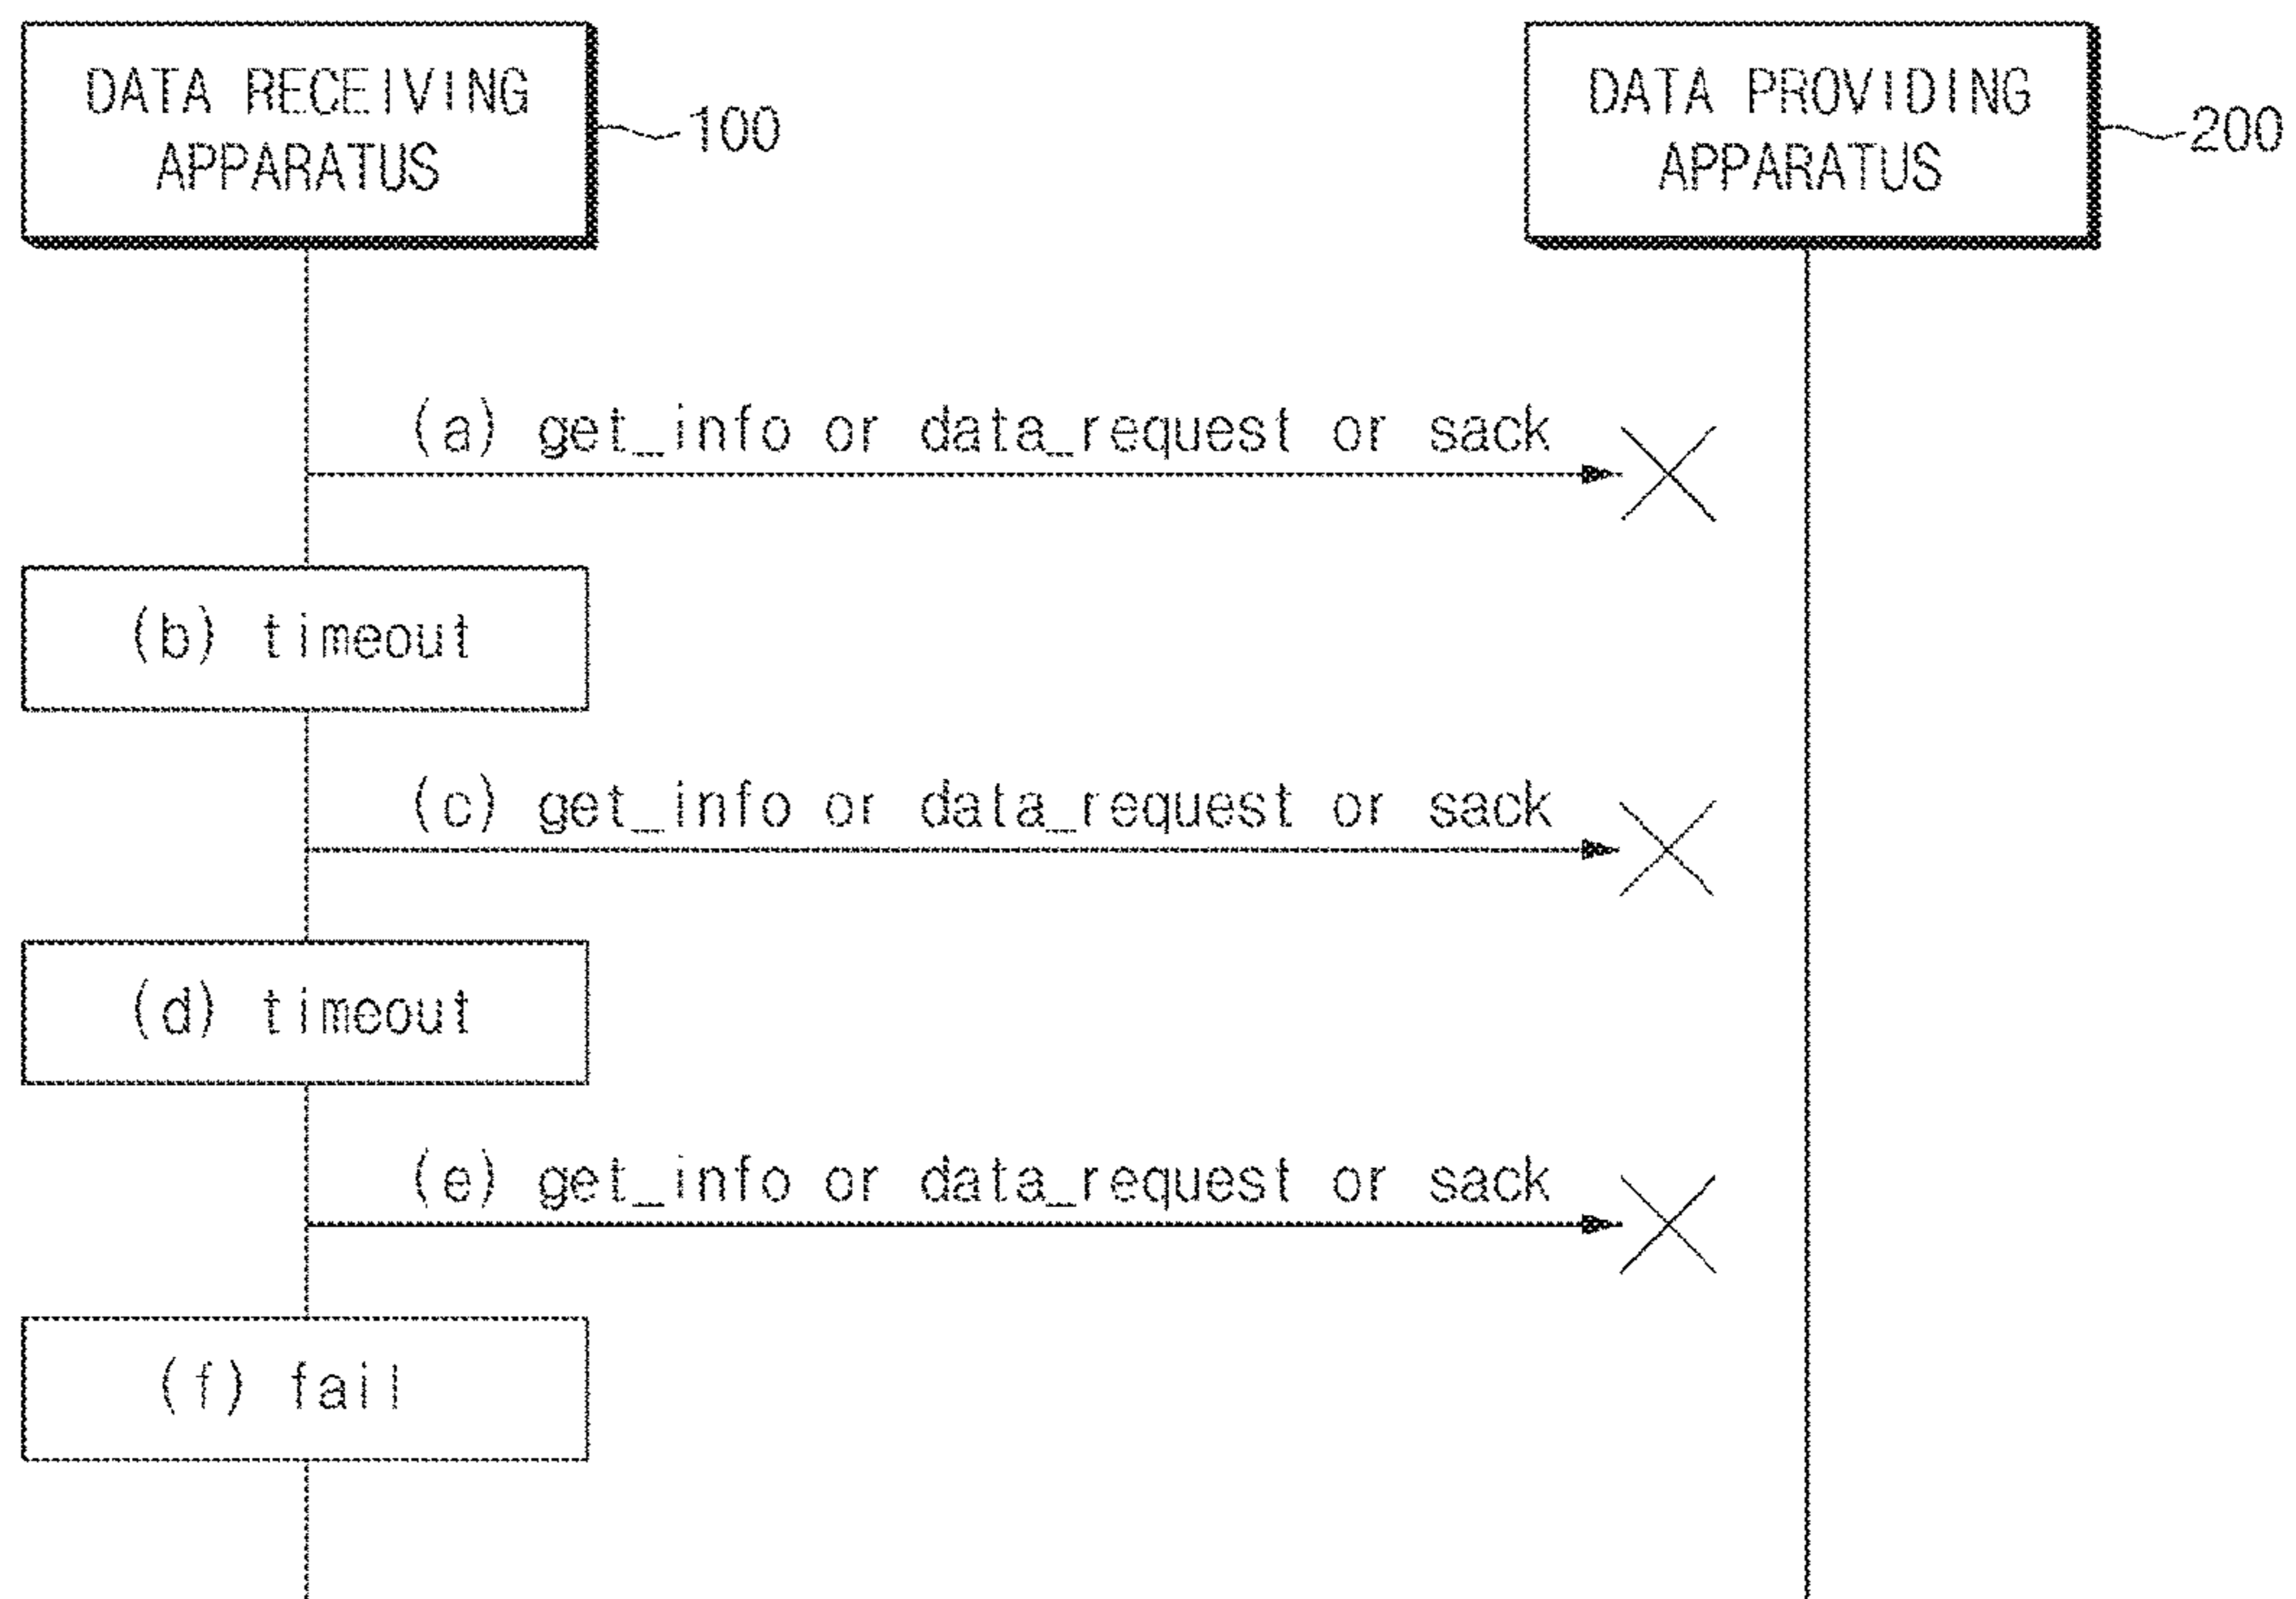 DATA RECEIVING
APPARATUS
100
DATA PROVIDING
APPARATUS
200
(a) get_info or data_request or sack
(b) timeout
(c) get_info or data_request or sack
(d) timeout
(e) get_info or data_request or sack
(f) fail